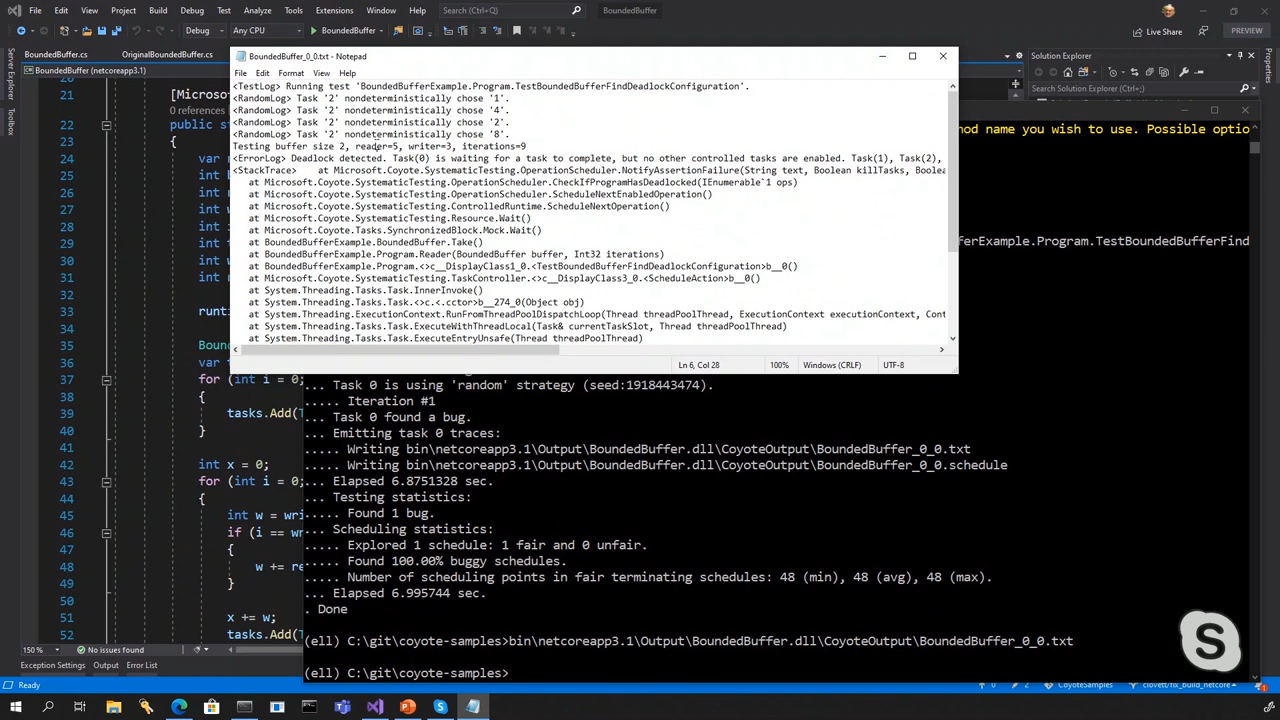 File Edit View Git Project Build Debug Test Analyze Tools Extensions Window Help Search (Ctrl+Q) BoundedBuffer
Debug Any CPU BoundedBuffer Live Share PREVIEW
BoundedBuffer.cs OriginalBoundedBuffer.cs
BoundedBuffer (netcoreapp3.1)
Server Explorer
Toolbox
Solution Explorer
Properties
BoundedBuffer_0_0.txt - Notepad
File Edit Format View Help
<TestLog> Running test 'BoundedBufferExample.Program.TestBoundedBufferFindDeadlockConfiguration'.
<RandomLog> Task '2' nondeterministically chose '1'.
<RandomLog> Task '2' nondeterministically chose '4'.
<RandomLog> Task '2' nondeterministically chose '2'.
<RandomLog> Task '2' nondeterministically chose '8'.
Testing buffer size 2, reader=5, writer=3, iterations=9
<ErrorLog> Deadlock detected. Task(0) is waiting for a task to complete, but no other controlled tasks are enabled. Task(1), Task(2),
<StackTrace> at Microsoft.Coyote.SystematicTesting.OperationScheduler.NotifyAssertionFailure(String text, Boolean killTasks, Boolea
at Microsoft.Coyote.SystematicTesting.OperationScheduler.CheckIfProgramHasDeadlocked(IEnumerable`1 ops)
at Microsoft.Coyote.SystematicTesting.OperationScheduler.ScheduleNextEnabledOperation()
at Microsoft.Coyote.SystematicTesting.ControlledRuntime.ScheduleNextOperation()
at Microsoft.Coyote.SystematicTesting.Resource.Wait()
at Microsoft.Coyote.Tasks.SynchronizedBlock.Mock.Wait()
at BoundedBufferExample.BoundedBuffer.Take()
at BoundedBufferExample.Program.Reader(BoundedBuffer buffer, Int32 iterations)
at BoundedBufferExample.Program.<>c__DisplayClass1_0.<TestBoundedBufferFindDeadlockConfiguration>b__0()
at Microsoft.Coyote.SystematicTesting.TaskController.<>c__DisplayClass3_0.<ScheduleAction>b__0()
at System.Threading.Tasks.Task.InnerInvoke()
at System.Threading.Tasks.Task.<>c.<.cctor>b__274_0(Object obj)
at System.Threading.ExecutionContext.RunFromThreadPoolDispatchLoop(Thread threadPoolThread, ExecutionContext executionContext, Cont
at System.Threading.Tasks.Task.ExecuteWithThreadLocal(Task& currentTaskSlot, Thread threadPoolThread)
at System.Threading.Tasks.Task.ExecuteEntryUnsafe(Thread threadPoolThread)
Ln 6, Col 28 100% Windows (CRLF) UTF-8
21 [Micros
0 references
22 public s
23 {
24 var
25 int
26 int
27 int
28 int
29 int
30 int
31 int
32
33 runt
34
35 Boun
36 var
37 for (int i = 0;
38 {
39 tasks.Add(T
40 }
41
42 int x = 0;
43 for (int i = 0;
44 {
45 int w = wri
46 if (i == wr
47 {
48 w += re
49 }
50
51 x += w;
52 tasks.Add(T
hod name you wish to use. Possible optio
fferExample.Program.TestBoundedBufferFind
... Task 0 is using 'random' strategy (seed:1918443474).
..... Iteration #1
... Task 0 found a bug.
... Emitting task 0 traces:
..... Writing bin\netcoreapp3.1\Output\BoundedBuffer.dll\CoyoteOutput\BoundedBuffer_0_0.txt
..... Writing bin\netcoreapp3.1\Output\BoundedBuffer.dll\CoyoteOutput\BoundedBuffer_0_0.schedule
... Elapsed 6.8751328 sec.
... Testing statistics:
..... Found 1 bug.
... Scheduling statistics:
..... Explored 1 schedule: 1 fair and 0 unfair.
..... Found 100.00% buggy schedules.
..... Number of scheduling points in fair terminating schedules: 48 (min), 48 (avg), 48 (max).
... Elapsed 6.995744 sec.
. Done
(ell) C:\git\coyote-samples>bin\netcoreapp3.1\Output\BoundedBuffer.dll\CoyoteOutput\BoundedBuffer_0_0.txt
(ell) C:\git\coyote-samples>
150 % No issues found
Exception Settings Output Error List
Ready 0 2 CoyoteSamples clovett/fix_build_netcore 1